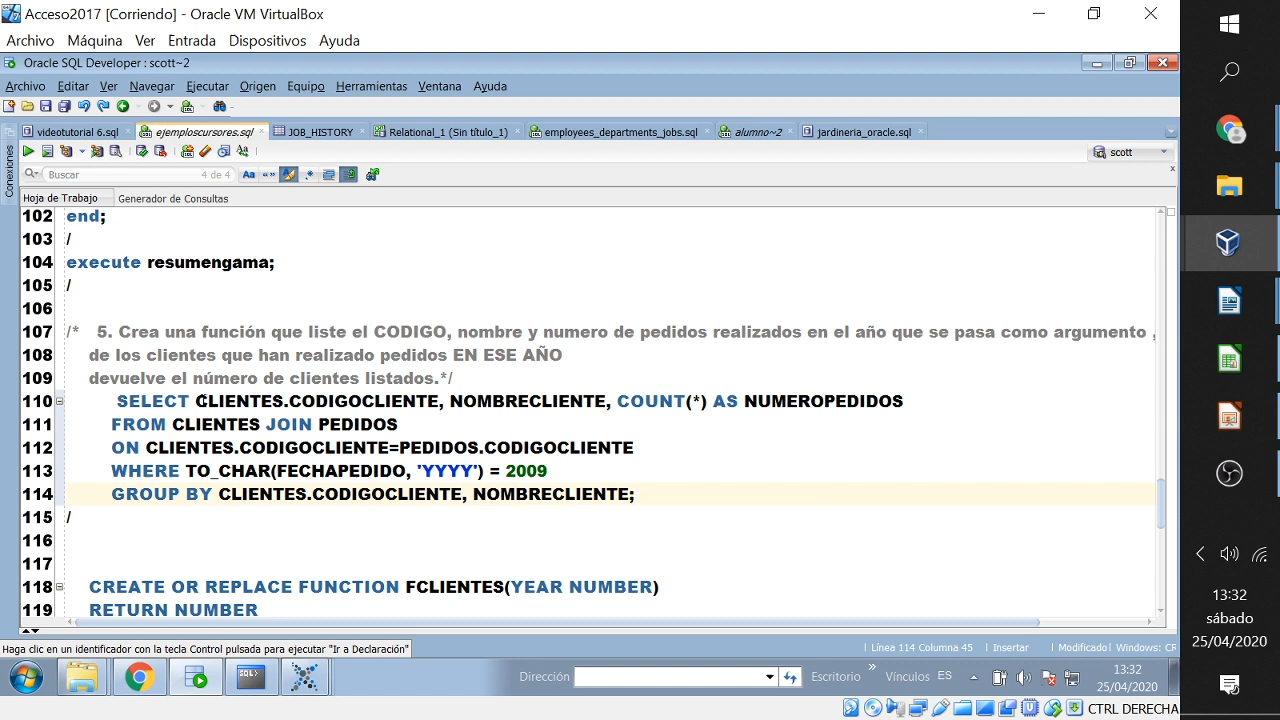 Acceso2017 [Corriendo] - Oracle VM VirtualBox
Archivo Máquina Ver Entrada Dispositivos Ayuda
Oracle SQL Developer : scott~2
Archivo Editar Ver Navegar Ejecutar Origen Equipo Herramientas Ventana Ayuda
videotutorial 6.sql ejemploscursores.sql JOB_HISTORY Relational_1 (Sin título_1) employees_departments_jobs.sql alumno~2 jardineria_oracle.sql
scott
Conexiones
Buscar 4 de 4
Hoja de Trabajo Generador de Consultas
102 end;
103 /
104 execute resumengama;
105 /
106
107 /* 5. Crea una función que liste el CODIGO, nombre y numero de pedidos realizados en el año que se pasa como argumento ,
108 de los clientes que han realizado pedidos EN ESE AÑO
109 devuelve el número de clientes listados.*/
110 SELECT CLIENTES.CODIGOCLIENTE, NOMBRECLIENTE, COUNT(*) AS NUMEROPEDIDOS
111 FROM CLIENTES JOIN PEDIDOS
112 ON CLIENTES.CODIGOCLIENTE=PEDIDOS.CODIGOCLIENTE
113 WHERE TO_CHAR(FECHAPEDIDO, 'YYYY') = 2009
114 GROUP BY CLIENTES.CODIGOCLIENTE, NOMBRECLIENTE;
115 /
116
117
118 CREATE OR REPLACE FUNCTION FCLIENTES(YEAR NUMBER)
119 RETURN NUMBER
Haga clic en un identificador con la tecla Control pulsada para ejecutar "Ir a Declaración"
Línea 114 Columna 45 Insertar Modificado Windows: CR
Dirección Escritorio Vínculos ES
13:32
25/04/2020
CTRL DERECHA
13:32
sábado
25/04/2020